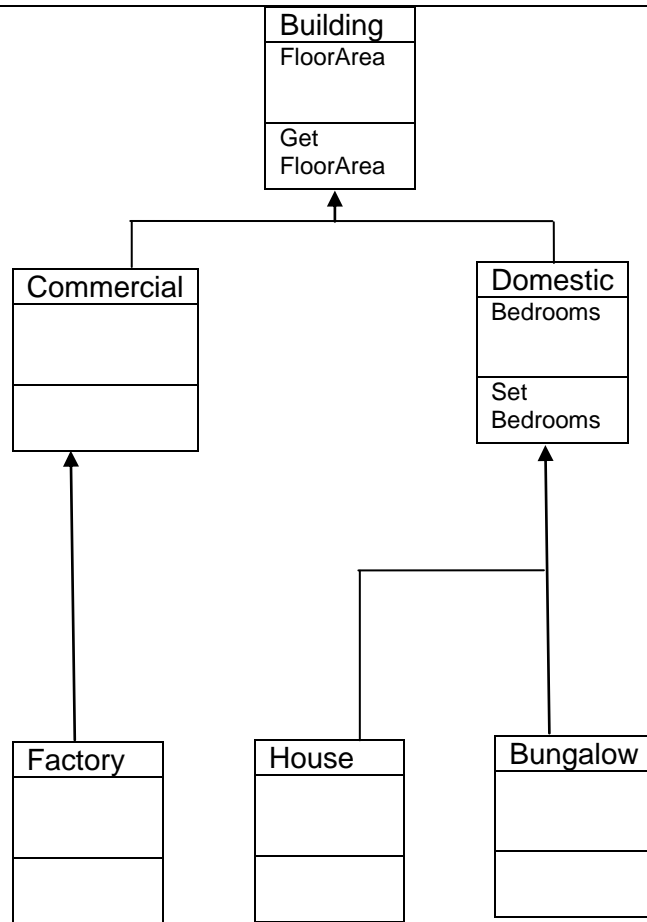 Building
FloorArea
Get
FloorArea
Commercial
Domestic
Bedrooms
Set
Bedrooms
Factory
House
Bungalow